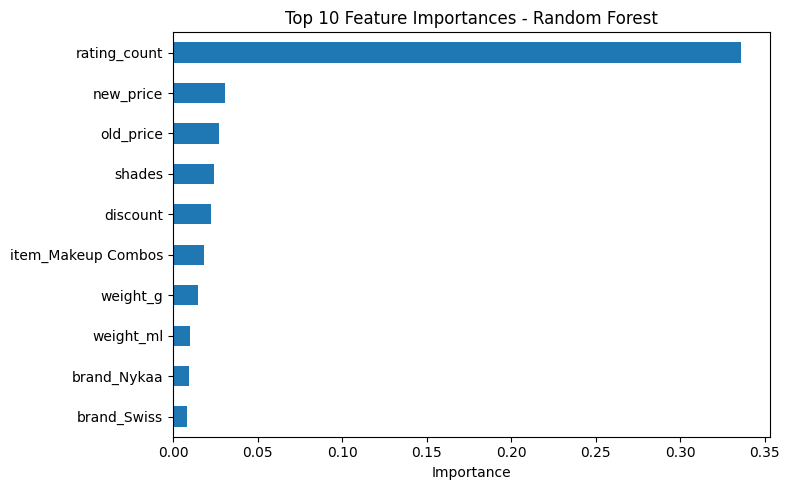 Top 10 Feature Importances - Random Forest
rating_count
new_price
old_price
shades
discount
item_Makeup Combos
weight_g
weight_ml
brand_Nykaa
brand_Swiss
0.00 0.05 0.10 0.15 0.20 0.25 0.30 0.35
Importance